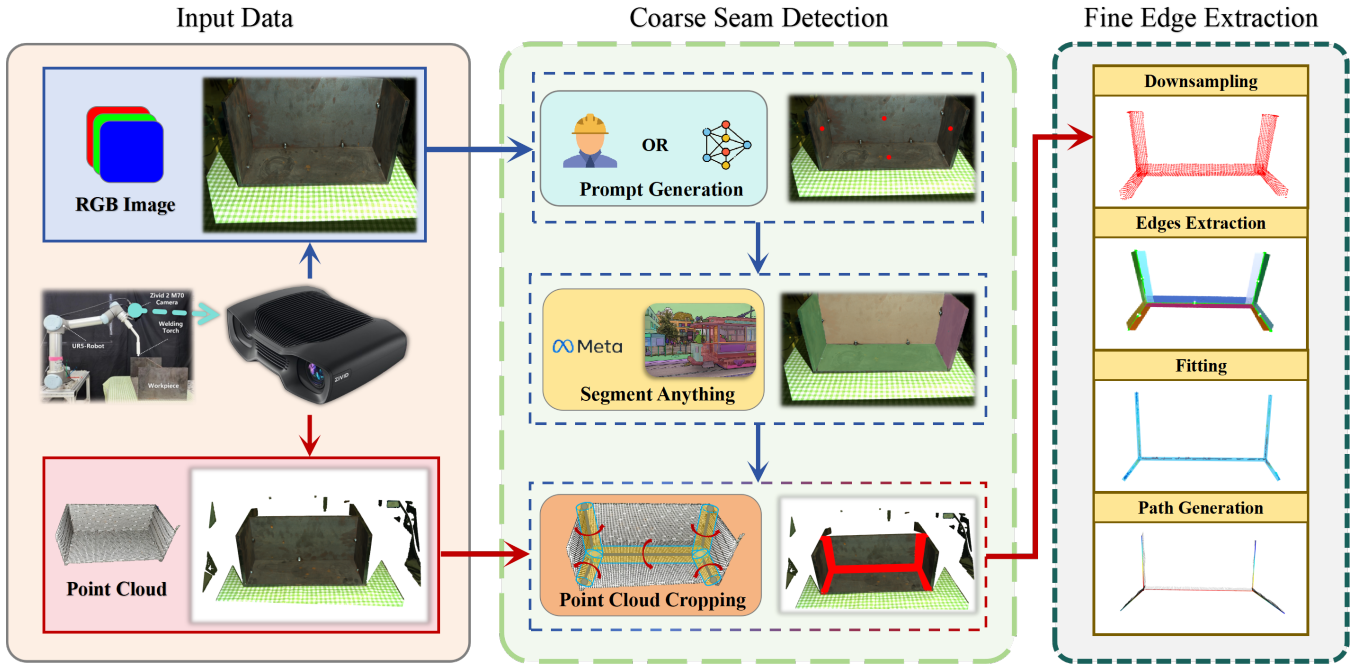 Input Data
Coarse Seam Detection
Fine Edge Extraction
RGB Image
Zivid 2 M70
Camera
Welding
Torch
UR5-Robot
Workpiece
ZIVID
Point Cloud
OR
Prompt Generation
Meta
Segment Anything
Point Cloud Cropping
Downsampling
Edges Extraction
Fitting
Path Generation